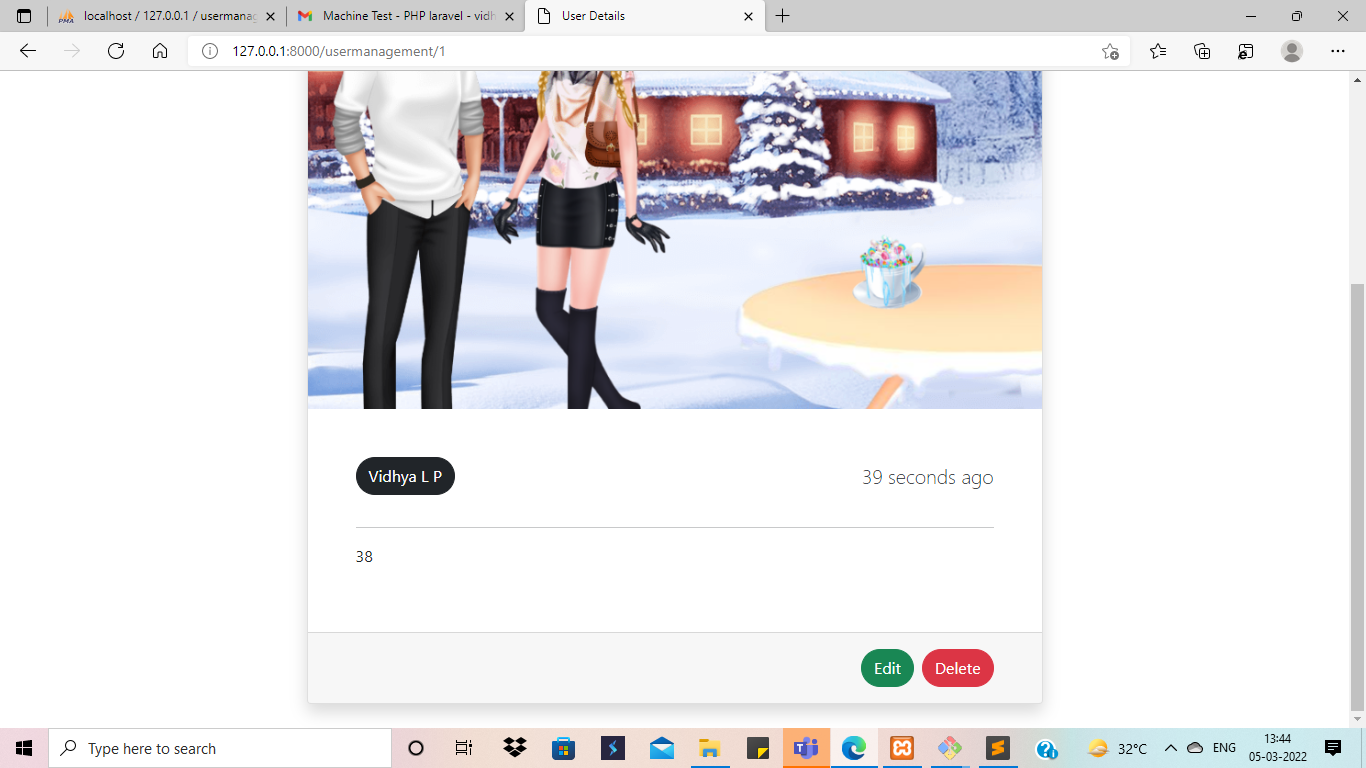 PMA
localhost / 127.0.0.1 / usermanag
Machine Test - PHP laravel - vidh
User Details
127.0.0.1:8000/usermanagement/1
Vidhya L P
39 seconds ago
38
Edit
Delete
Type here to search
32°C
ENG
13:44
05-03-2022